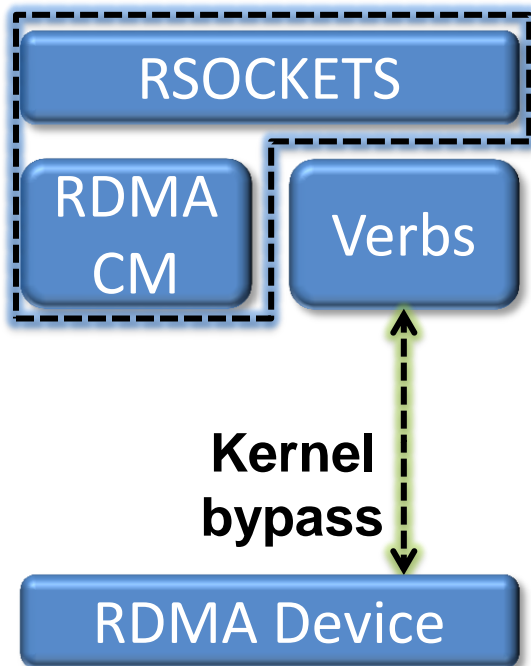 RSOCKETS
RDMA
CM
Verbs
Kernel
bypass
RDMA Device